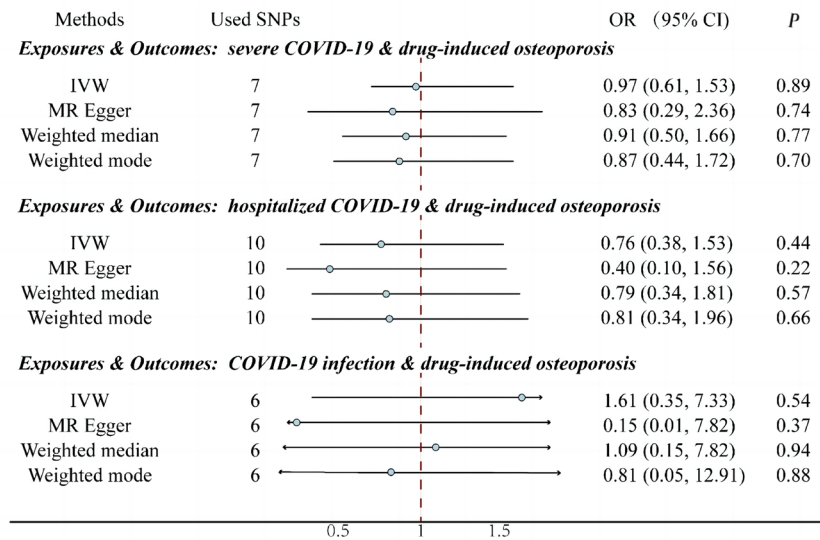 Methods Used SNPs OR (95% CI) P
Exposures & Outcomes: severe COVID-19 & drug-induced osteoporosis
IVW 7 0.97 (0.61, 1.53) 0.89
MR Egger 7 0.83 (0.29, 2.36) 0.74
Weighted median 7 0.91 (0.50, 1.66) 0.77
Weighted mode 7 0.87 (0.44, 1.72) 0.70
Exposures & Outcomes: hospitalized COVID-19 & drug-induced osteoporosis
IVW 10 0.76 (0.38, 1.53) 0.44
MR Egger 10 0.40 (0.10, 1.56) 0.22
Weighted median 10 0.79 (0.34, 1.81) 0.57
Weighted mode 10 0.81 (0.34, 1.96) 0.66
Exposures & Outcomes: COVID-19 infection & drug-induced osteoporosis
IVW 6 1.61 (0.35, 7.33) 0.54
MR Egger 6 0.15 (0.01, 7.82) 0.37
Weighted median 6 1.09 (0.15, 7.82) 0.94
Weighted mode 6 0.81 (0.05, 12.91) 0.88
0.5 1 1.5